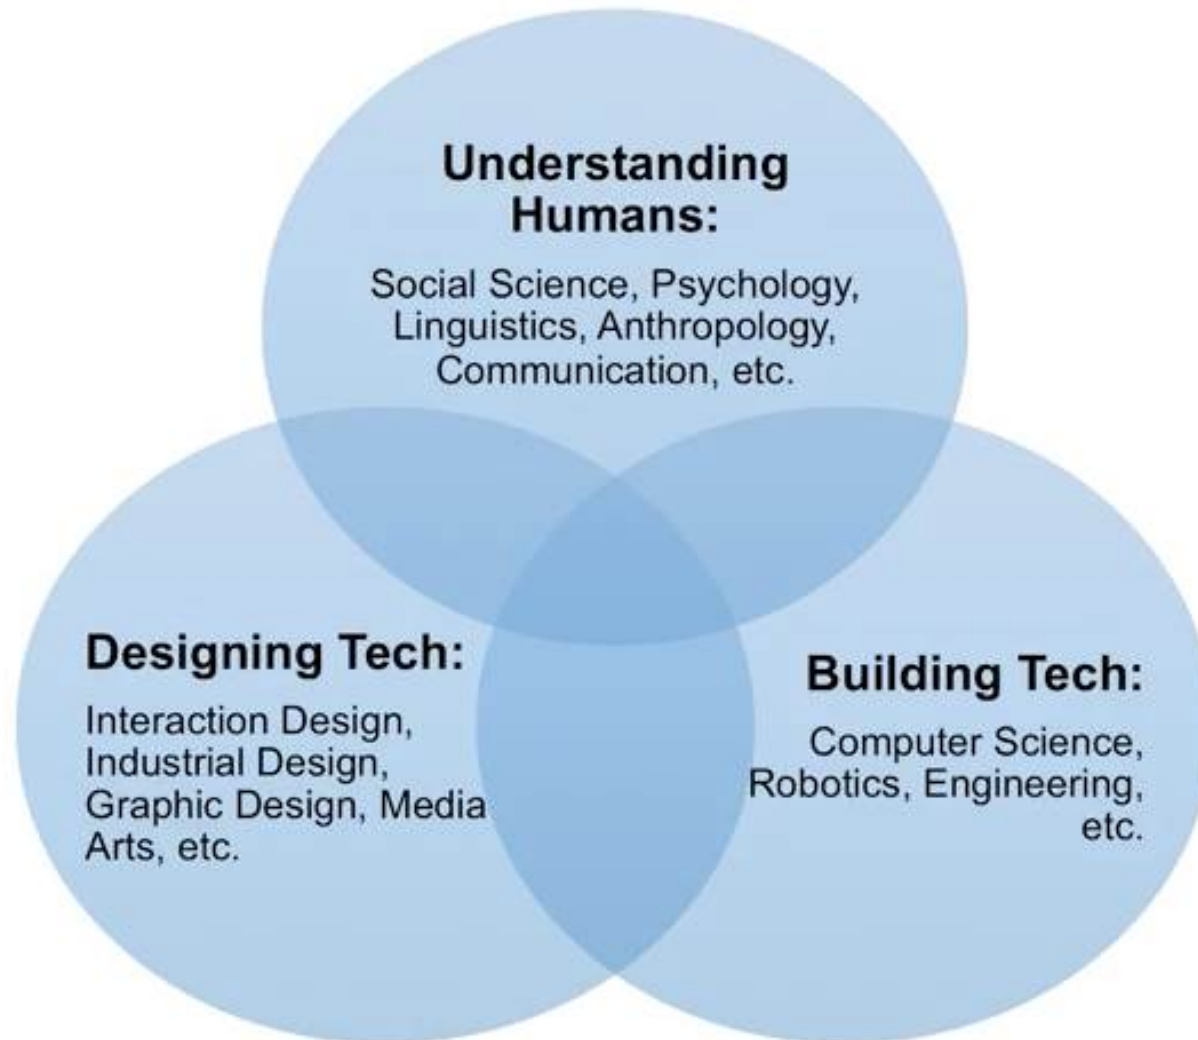 Understanding
Humans:
Social Science, Psychology,
Linguistics, Anthropology,
Communication, etc.
Designing Tech:
Interaction Design,
Industrial Design,
Graphic Design, Media
Arts, etc.
Building Tech:
Computer Science,
Robotics, Engineering,
etc.